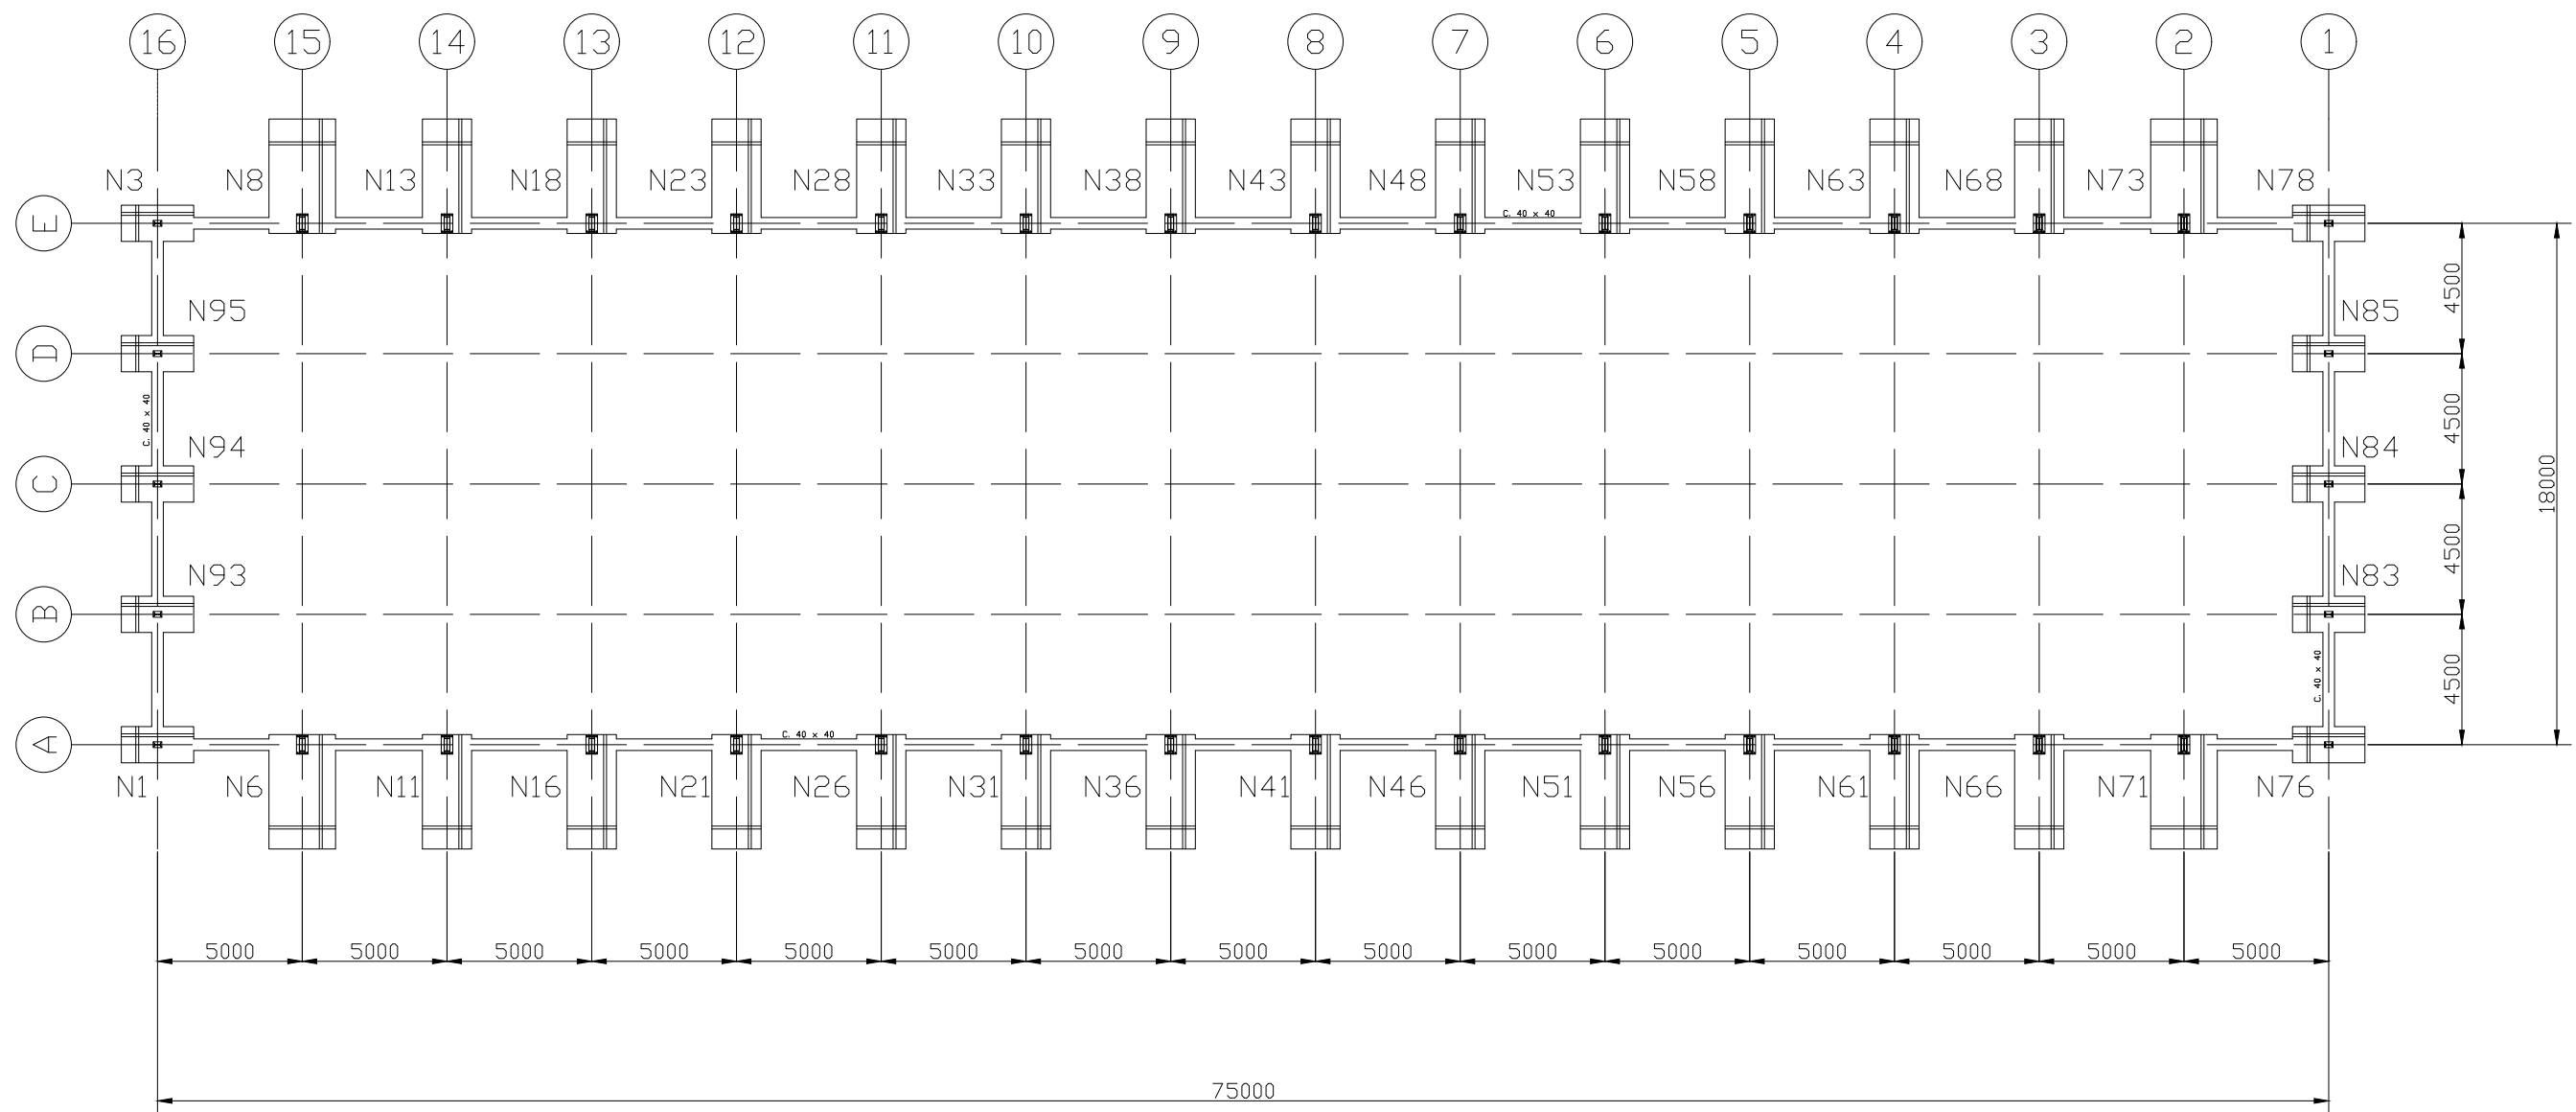 16 15 14 13 12 11 10 9 8 7 6 5 4 3 2 1
N3 N8 N13 N18 N23 N28 N33 N38 N43 N48 N53 N58 N63 N68 N73 N78
C. 40 x 40
E
4500
N95 N85
D
C. 40 x 40
4500
N94 N84
C
18000
4500
N93 N83
B
C. 40 x 40
4500
C. 40 x 40
A
N1 N6 N11 N16 N21 N26 N31 N36 N41 N46 N51 N56 N61 N66 N71 N76
5000 5000 5000 5000 5000 5000 5000 5000 5000 5000 5000 5000 5000 5000 5000
75000